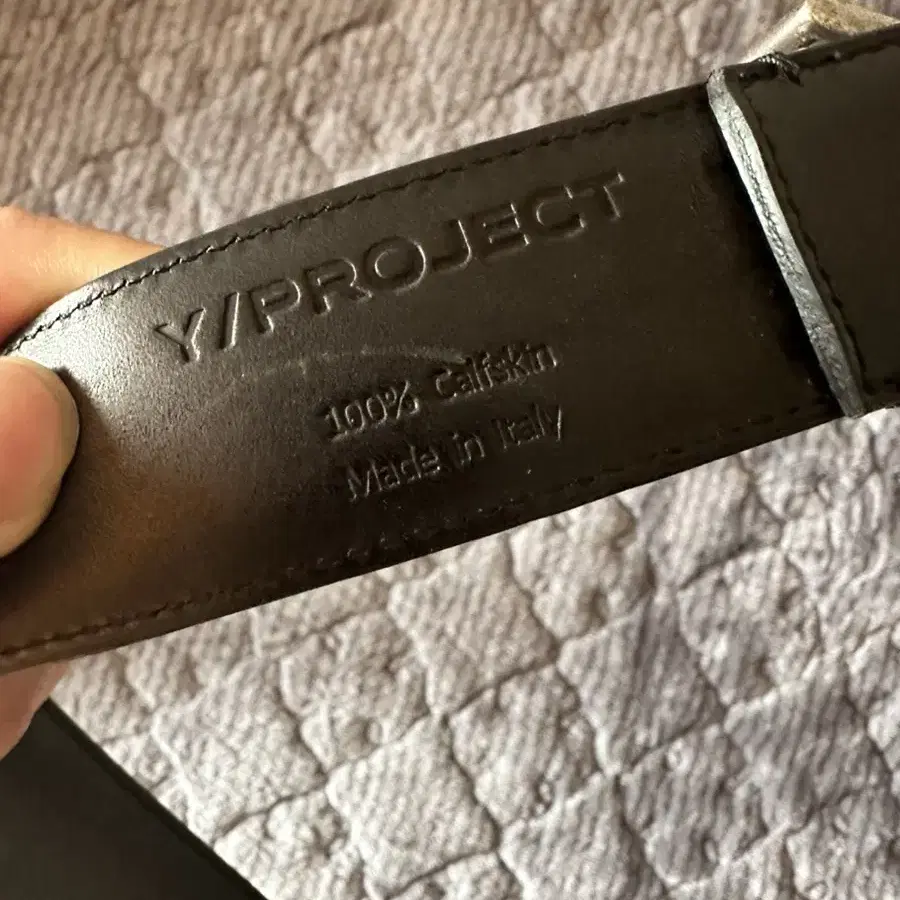 Y/PROJECT
100% Calfskin
Made in Italy